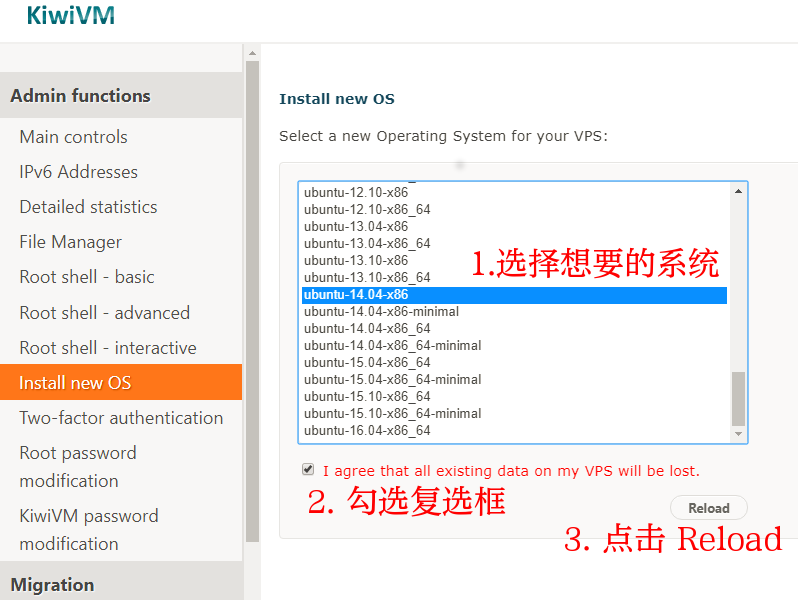 KiwiVM
Admin functions
Main controls
IPv6 Addresses
Detailed statistics
File Manager
Root shell - basic
Root shell - advanced
Root shell - interactive
Install new OS
Two-factor authentication
Root password
modification
KiwiVM password
modification
Migration
Install new OS
Select a new Operating System for your VPS:
ubuntu-12.10-x86
ubuntu-12.10-x86_64
ubuntu-13.04-x86
ubuntu-13.04-x86_64
ubuntu-13.10-x86
ubuntu-13.10-x86_64
1.选择想要的系统
ubuntu-14.04-x86
ubuntu-14.04-x86-minimal
ubuntu-14.04-x86_64
ubuntu-14.04-x86_64-minimal
ubuntu-15.04-x86_64
ubuntu-15.04-x86_64-minimal
ubuntu-15.10-x86_64
ubuntu-15.10-x86_64-minimal
ubuntu-16.04-x86_64
I agree that all existing data on my VPS will be lost.
2. 勾选复选框
Reload
3. 点击 Reload